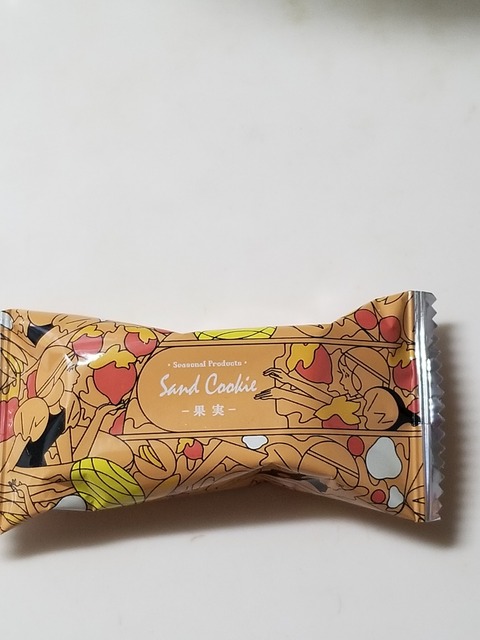 • Seasonal Products •
Sand Cookie
– 果実 –